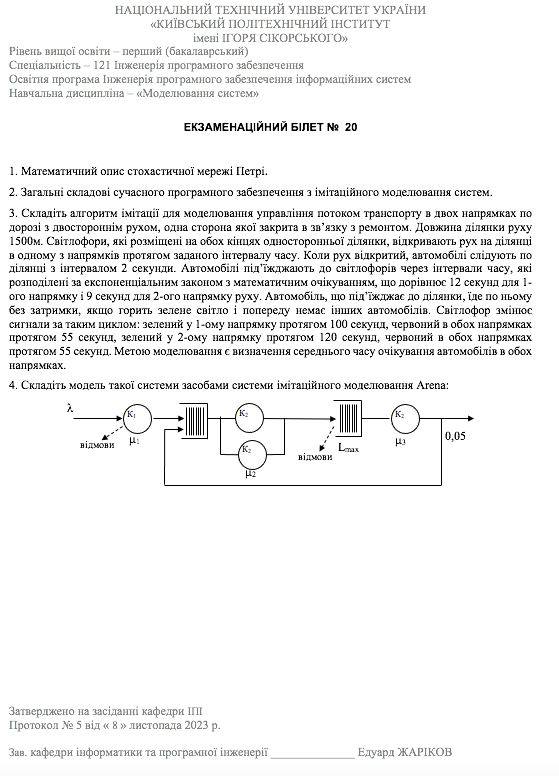 НАЦІОНАЛЬНИЙ ТЕХНІЧНИЙ УНІВЕРСИТЕТ УКРАЇНИ
«КИЇВСЬКИЙ ПОЛІТЕХНІЧНИЙ ІНСТИТУТ
імені ІГОРЯ СІКОРСЬКОГО»
Рівень вищої освіти – перший (бакалаврський)
Спеціальність – 121 Інженерія програмного забезпечення
Освітня програма Інженерія програмного забезпечення інформаційних систем
Навчальна дисципліна – «Моделювання систем»
ЕКЗАМЕНАЦІЙНИЙ БІЛЕТ № 20
1. Математичний опис стохастичної мережі Петрі.
2. Загальні складові сучасного програмного забезпечення з імітаційного моделювання систем.
3. Складіть алгоритм імітації для моделювання управління потоком транспорту в двох напрямках по
дорозі з двостороннім рухом, одна сторона якої закрита в зв’язку з ремонтом. Довжина ділянки руху
1500м. Світлофори, які розміщені на обох кінцях односторонньої ділянки, відкривають рух на ділянці
в одному з напрямків протягом заданого інтервалу часу. Коли рух відкритий, автомобілі слідують по
ділянці з інтервалом 2 секунди. Автомобілі під’їжджають до світлофорів через інтервали часу, які
розподілені за експоненціальним законом з математичним очікуванням, що дорівнює 12 секунд для 1-
ого напрямку і 9 секунд для 2-ого напрямку руху. Автомобіль, що під’їжджає до ділянки, їде по ньому
без затримки, якщо горить зелене світло і попереду немає інших автомобілів. Світлофор змінює
сигнали за таким циклом: зелений у 1-ому напрямку протягом 100 секунд, червоний в обох напрямках
протягом 55 секунд, зелений у 2-ому напрямку протягом 120 секунд, червоний в обох напрямках
протягом 55 секунд. Метою моделювання є визначення середнього часу очікування автомобілів в обох
напрямках.
4. Складіть модель такої системи засобами системи імітаційного моделювання Arena:
λ
K1
відмови
μ1
K2
K2
μ2
відмови
Lmax
K2
μ3
0,05
Затверджено на засіданні кафедри ІПІ
Протокол № 5 від « 8 » листопада 2023 р.
Зав. кафедри інформатики та програмної інженерії ______________ Едуард ЖАРІКОВ